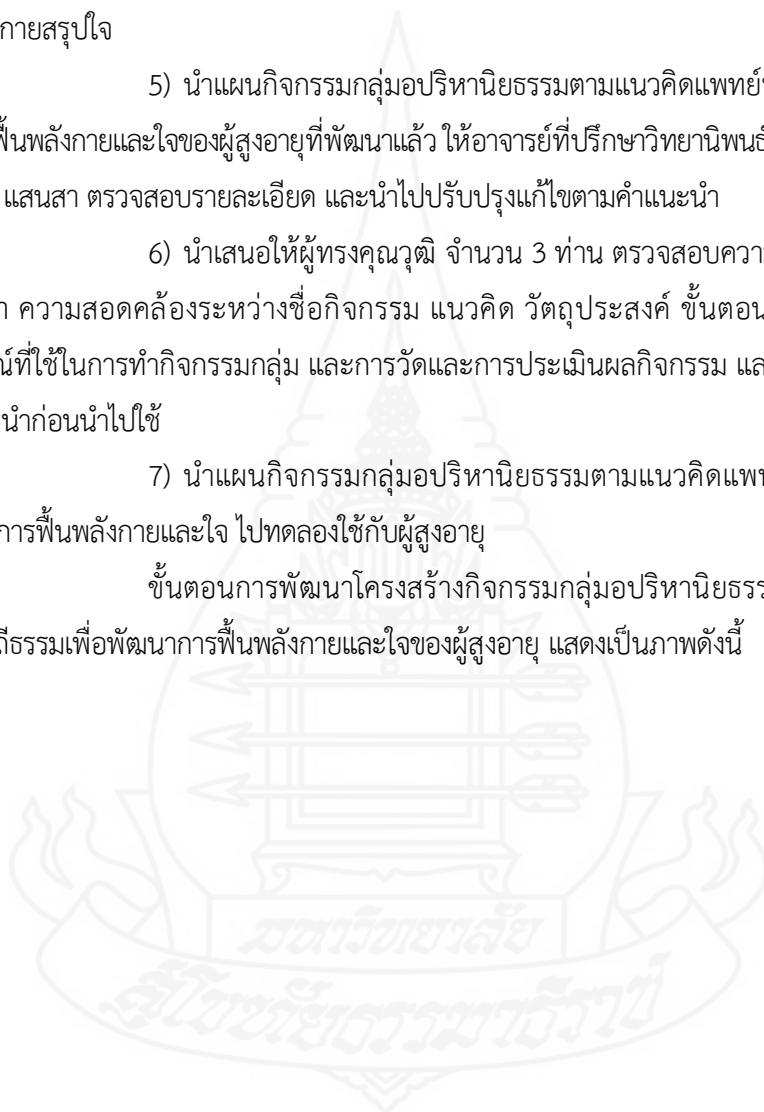 กายสรุปใจ
5) นำแผนกิจกรรมกลุ่มอปริหานิยธรรมตามแนวคิดแพทย์
ฟื้นพลังกายและใจของผู้สูงอายุที่พัฒนาแล้ว ให้อาจารย์ที่ปรึกษาวิทยานิพนธ์
แสนสา ตรวจสอบรายละเอียด และนำไปปรับปรุงแก้ไขตามคำแนะนำ
6) นำเสนอให้ผู้ทรงคุณวุฒิ จำนวน 3 ท่าน ตรวจสอบ
ความสอดคล้องระหว่างชื่อกิจกรรม แนวคิด วัตถุประสงค์ ขั้นตอน
ที่ใช้ในการทำกิจกรรมกลุ่ม และการวัดและการประเมินผลกิจกรรม
นำก่อนนำไปใช้
7) นำแผนกิจกรรมกลุ่มอปริหานิยธรรมตามแนวคิด
การฟื้นพลังกายและใจ ไปทดลองใช้กับผู้สูงอายุ
ขั้นตอนการพัฒนาโครงสร้างกิจกรรมกลุ่มอปริหานิยธรร
ถีธรรมเพื่อพัฒนาการฟื้นพลังกายและใจของผู้สูงอายุ แสดงเป็นภาพดังนี้
มหาวิทยาลัย
สุโขทัยธรรมาธิราช